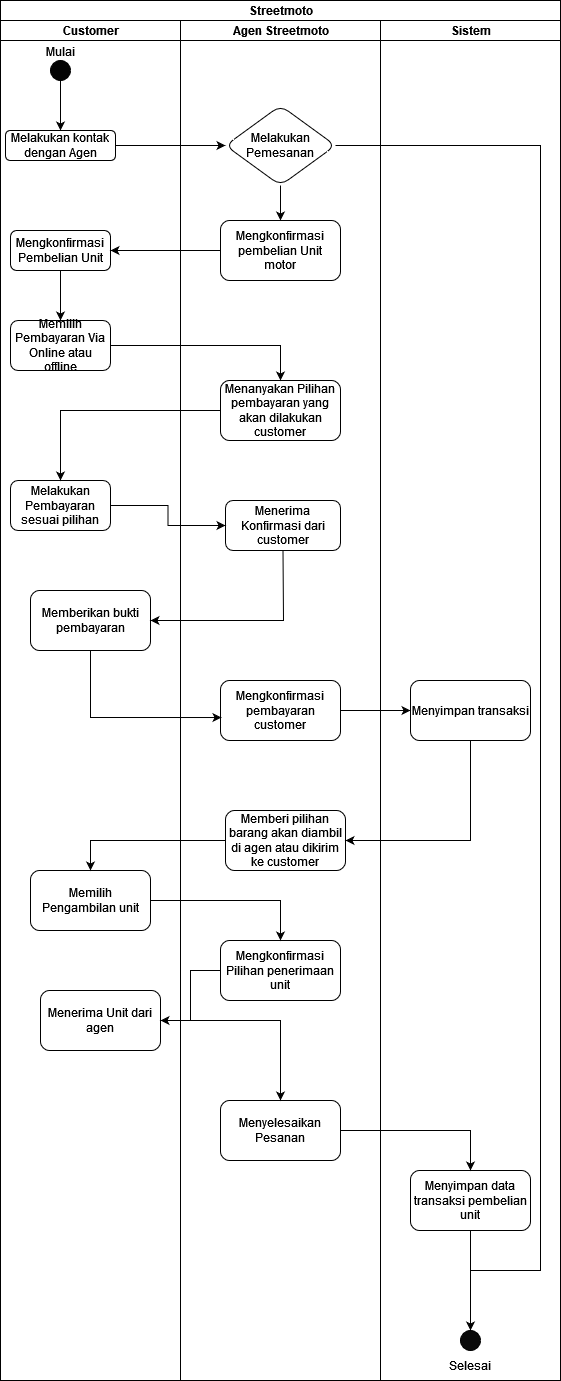 Streetmoto
Customer
Agen Streetmoto
Sistem
Mulai
Melakukan kontak
dengan Agen
Melakukan
Pemesanan
Mengkonfirmasi
pembelian Unit
motor
Mengkonfirmasi
Pembelian Unit
Memilih
Pembayaran Via
Online atau
offline
Menanyakan Pilihan
pembayaran yang
akan dilakukan
customer
Melakukan
Pembayaran
sesuai pilihan
Menerima
Konfirmasi dari
customer
Memberikan bukti
pembayaran
Mengkonfirmasi
pembayaran
customer
Menyimpan transaksi
Memberi pilihan
barang akan diambil
di agen atau dikirim
ke customer
Memilih
Pengambilan unit
Mengkonfirmasi
Pilihan penerimaan
unit
Menerima Unit dari
agen
Menyelesaikan
Pesanan
Menyimpan data
transaksi pembelian
unit
Selesai